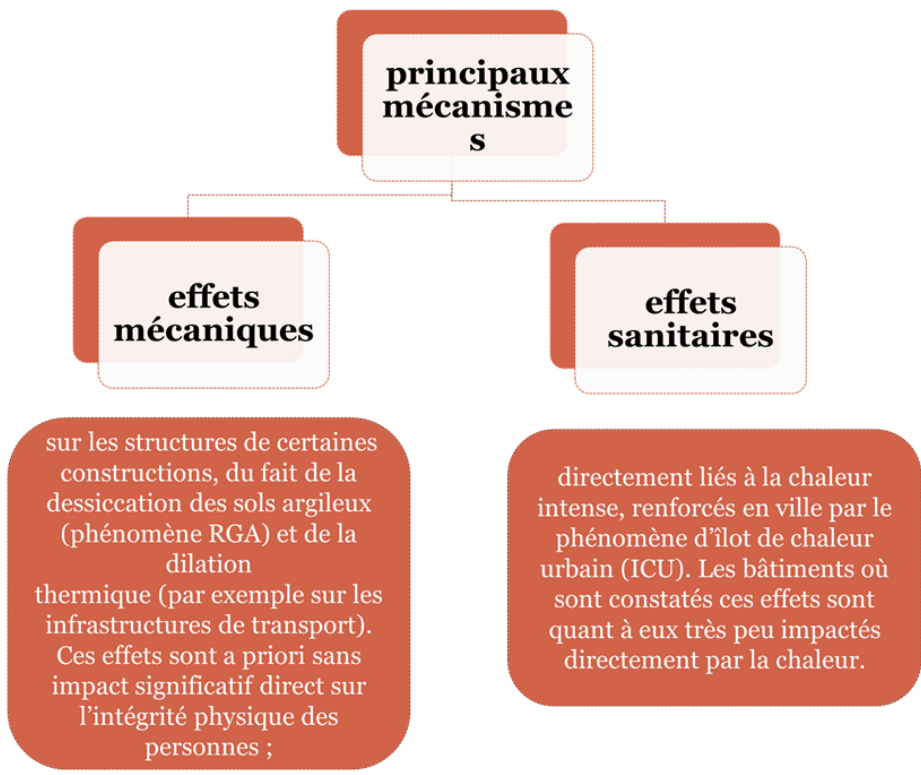 principaux
mécanisme
s
effets
mécaniques
effets
sanitaires
sur les structures de certaines
constructions, du fait de la
dessiccation des sols argileux
(phénomène RGA) et de la
dilation
thermique (par exemple sur les
infrastructures de transport).
Ces effets sont a priori sans
impact significatif direct sur
l’intégrité physique des
personnes ;
directement liés à la chaleur
intense, renforcés en ville par le
phénomène d’îlot de chaleur
urbain (ICU). Les bâtiments où
sont constatés ces effets sont
quant à eux très peu impactés
directement par la chaleur.